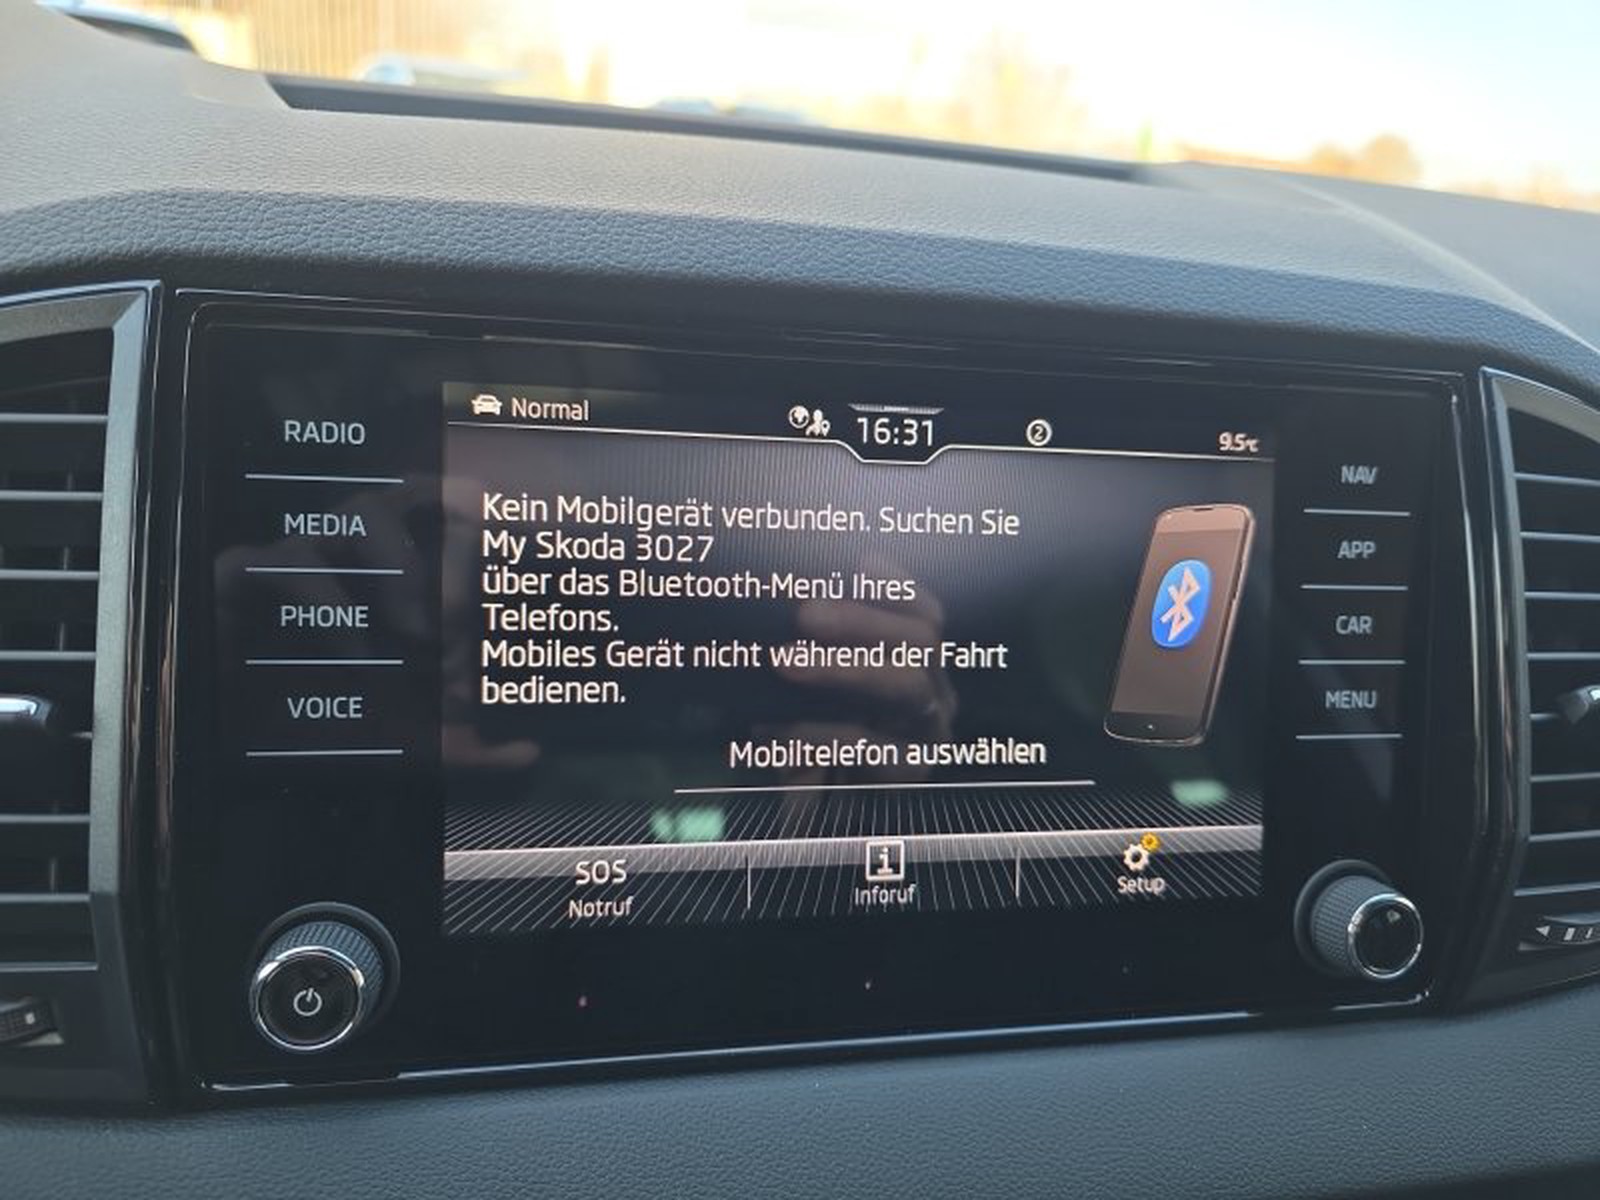 Normal
16:31
2
9.5°C
RADIO
MEDIA
PHONE
VOICE
Kein Mobilgerät verbunden. Suchen Sie
My Skoda 3027
über das Bluetooth-Menü Ihres
Telefons.
Mobiles Gerät nicht während der Fahrt
bedienen.
Mobiltelefon auswählen
SOS
Notruf
i
Inforuf
Setup
NAV
APP
CAR
MENU